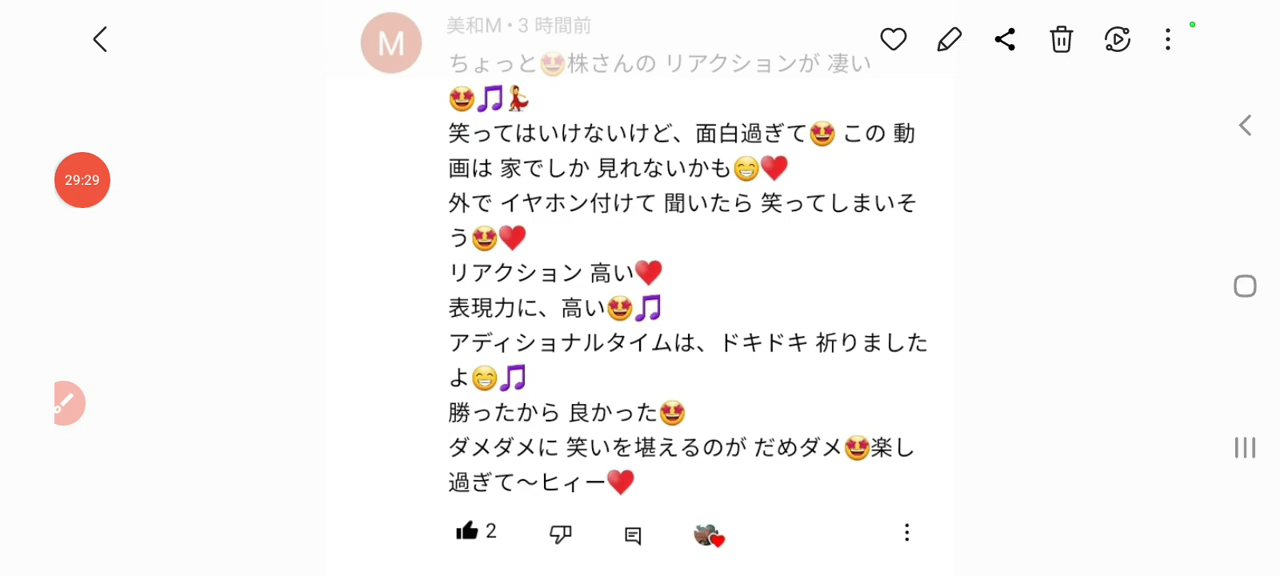 美和M・3 時間前
M
ちょっと🤩株さんの リアクションが 凄い
🤩🎵💃
笑ってはいけないけど、面白過ぎて🤩 この 動
29:29
画は 家でしか 見れないかも😁♥️
外で イヤホン付けて 聞いたら 笑ってしまいそ
う🤩♥️
リアクション 高い♥️
表現力に、高い🤩🎵
アディショナルタイムは、ドキドキ 祈りました
よ😁🎵
勝ったから 良かった🤩
ダメダメに 笑いを堪えるのが だめダメ🤩楽し
過ぎて〜ヒィー♥️
2